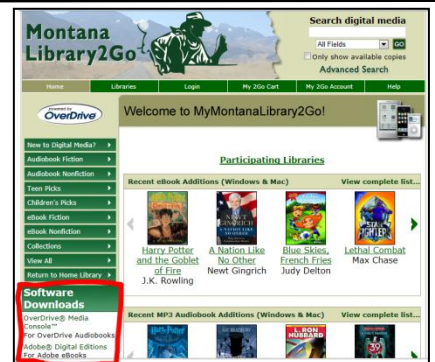 Montana
Library2Go
Search digital media
All Fields
GO
Only show available copies
Advanced Search
Home
Libraries
Login
My 2Go Cart
My 2Go Account
Help
powered by
OverDrive
Welcome to MyMontanaLibrary2Go!
New to Digital Media?
Audiobook Fiction
Audiobook Nonfiction
Teen Picks
Children's Picks
eBook Fiction
eBook Nonfiction
Collections
View All
Return to Home Library
Software
Downloads
OverDrive® Media
Console™
For OverDrive Audiobooks
Adobe® Digital Editions
For Adobe eBooks
Participating Libraries
Recent eBook Additions (Windows & Mac)
View complete list...
Harry Potter
and the Goblet
of Fire
J.K. Rowling
A Nation Like
No Other
Newt Gingrich
Blue Skies,
French Fries
Judy Delton
Lethal Combat
Max Chase
Recent MP3 Audiobook Additions (Windows & Mac)
View complete list...
L. RON
HUBBARD
39